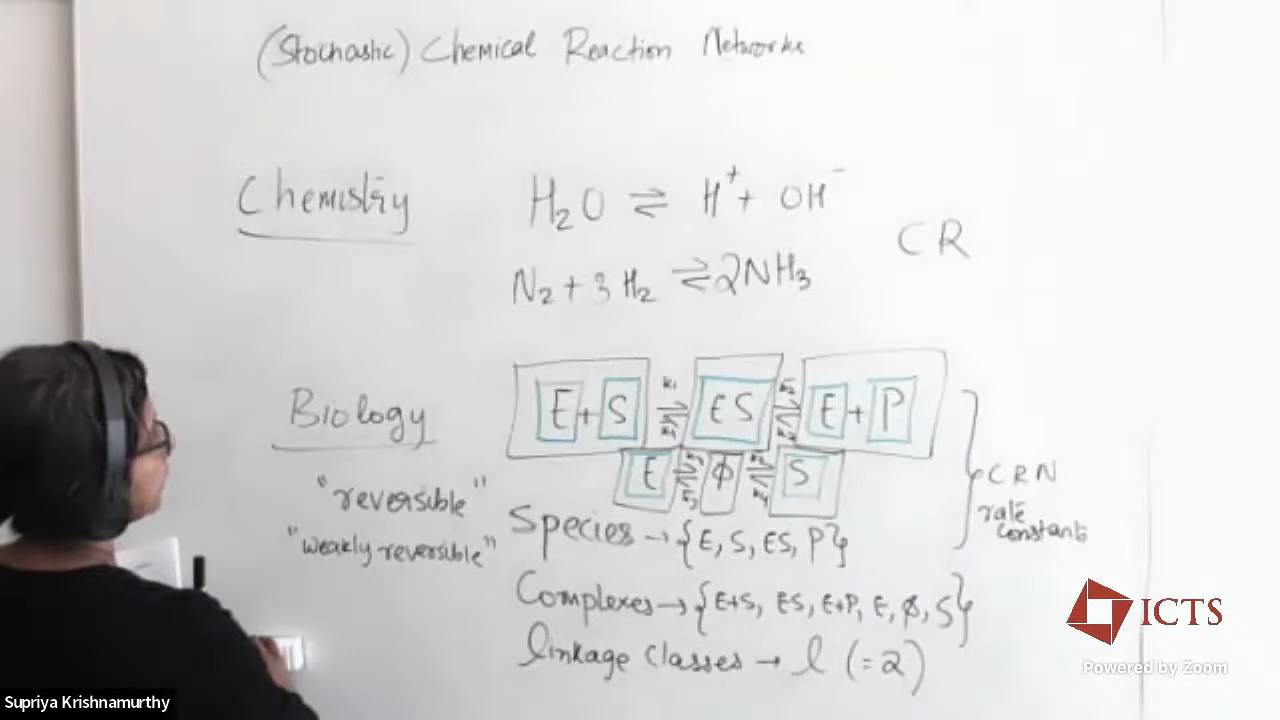 (Stochastic) Chemical Reaction Networks
Chemistry
H₂O ⇌ H⁺ + OH⁻
N₂ + 3H₂ ⇌ 2NH₃
CR
Biology
E+S ⇌ ES ⇌ E+P
k₁
E ⇌ φ ⇌ S
CRN
rate
constants
"reversible"
"weakly reversible"
Species → {E, S, ES, P}
Complexes → {E+S, ES, E+P, E, φ, S}
linkage classes → l (=2)
ICTS
Powered by Zoom
Supriya Krishnamurthy